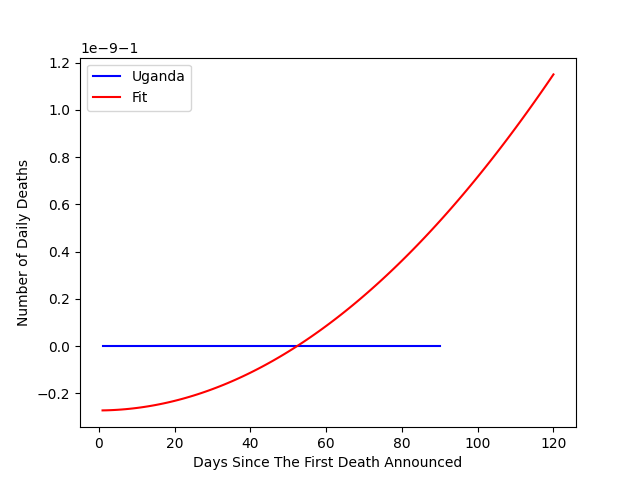 1e−9−1
1.2
1.0
0.8
0.6
0.4
0.2
0.0
−0.2
Number of Daily Deaths
Uganda
Fit
0 20 40 60 80 100 120
Days Since The First Death Announced